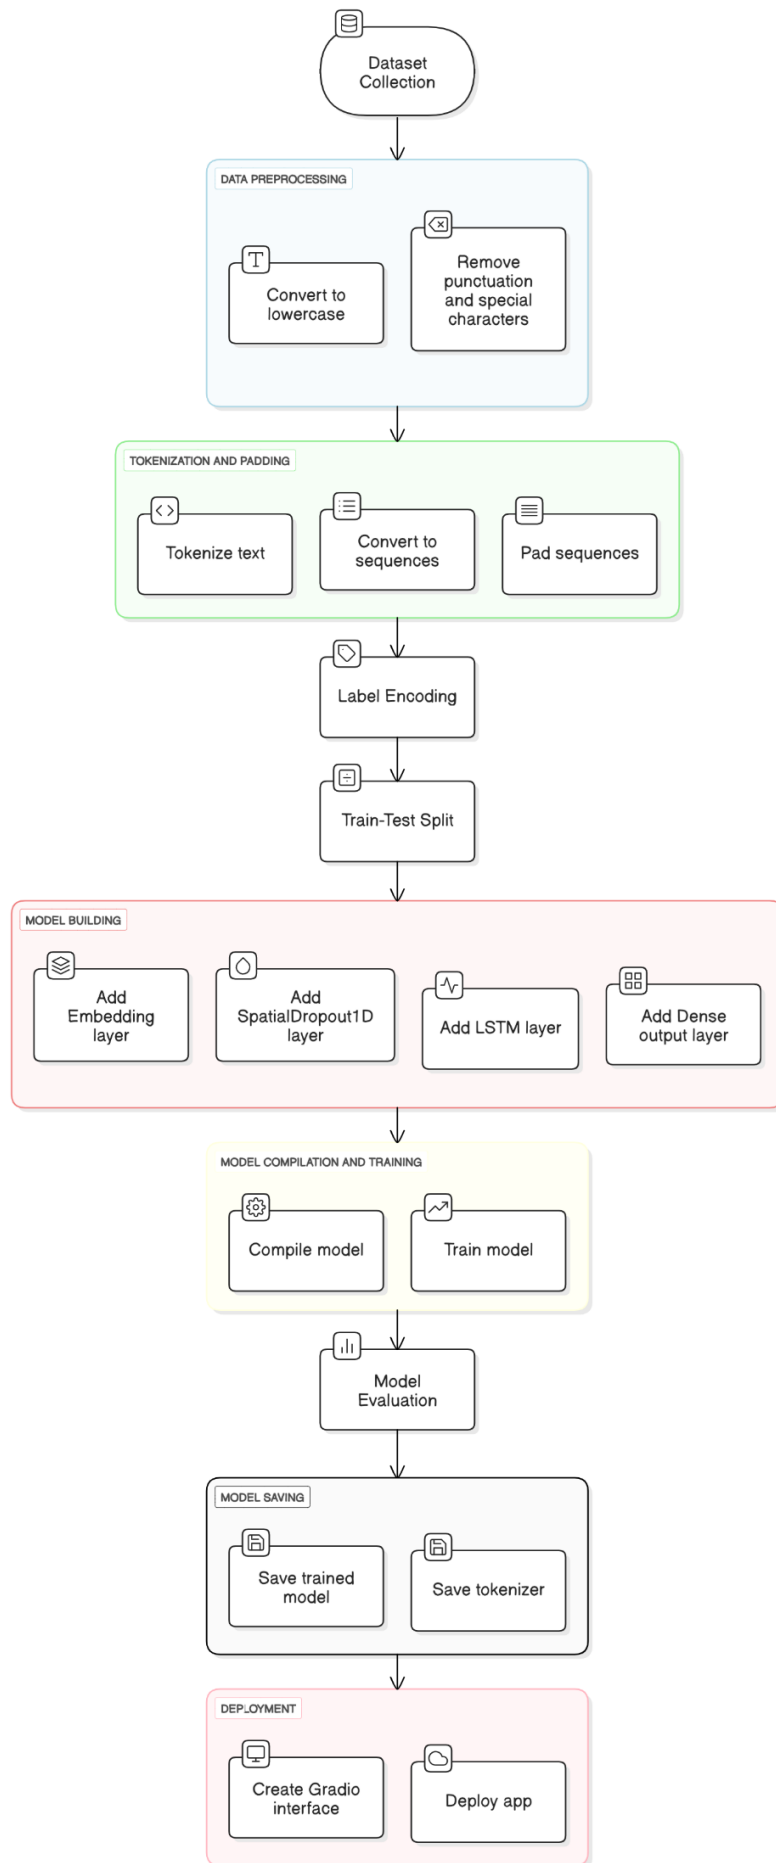 Dataset
Collection
DATA PREPROCESSING
Convert to
lowercase
Remove
punctuation
and special
characters
TOKENIZATION AND PADDING
Tokenize text
Convert to
sequences
Pad sequences
Label Encoding
Train-Test Split
MODEL BUILDING
Add
Embedding
layer
Add
SpatialDropout1D
layer
Add LSTM layer
Add Dense
output layer
MODEL COMPILATION AND TRAINING
Compile model
Train model
Model
Evaluation
MODEL SAVING
Save trained
model
Save tokenizer
DEPLOYMENT
Create Gradio
interface
Deploy app